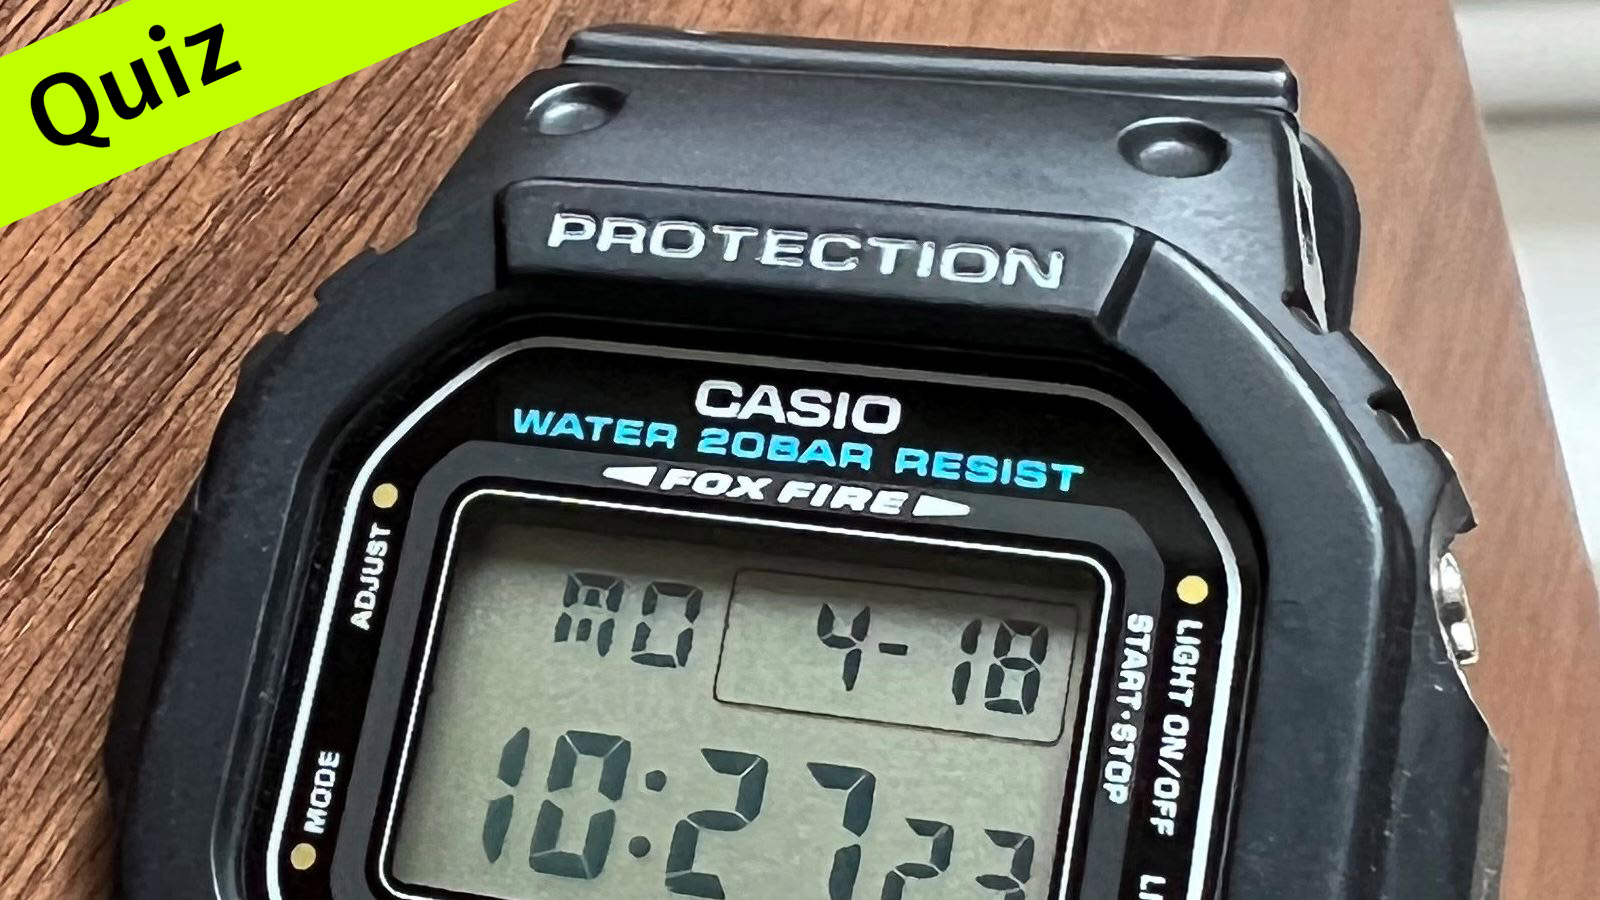 Quiz
PROTECTION
CASIO
WATER 20BAR RESIST
FOX FIRE
ADJUST
MODE
LIGHT ON/OFF
START·STOP
MO 4-18
10:27 23